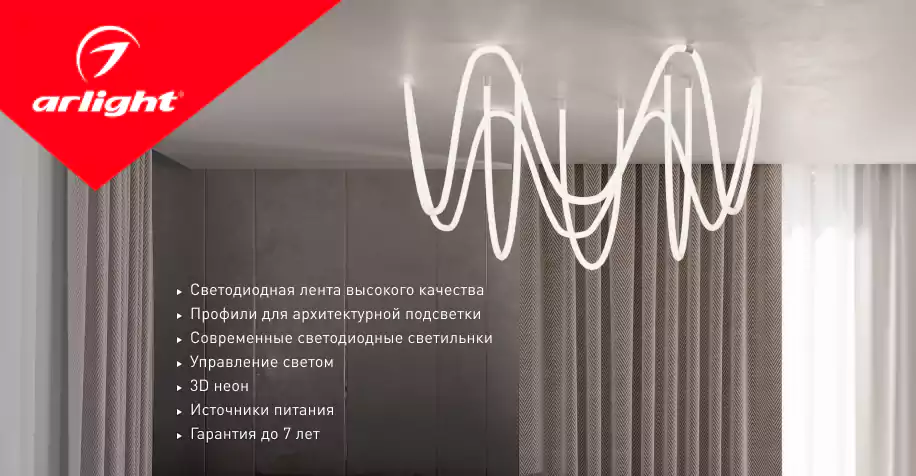 arlight®
Светодиодная лента высокого качества
Профили для архитектурной подсветки
Современные светодиодные светильнки
Управление светом
3D неон
Источники питания
Гарантия до 7 лет